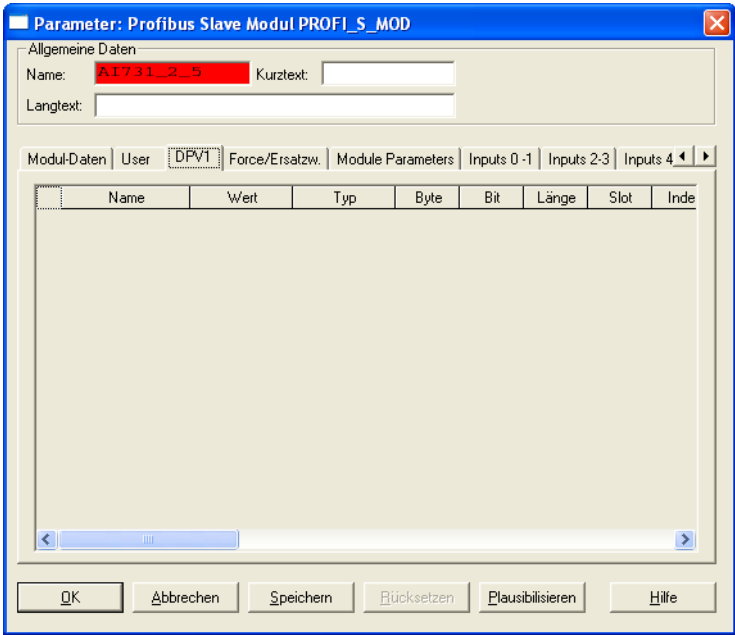 Parameter: Profibus Slave Modul PROFI_S_MOD
Allgemeine Daten
Name: AI731_2_5 Kurztext:
Langtext:
Modul-Daten User DPV1 Force/Ersatzw. Module Parameters Inputs 0 -1 Inputs 2-3 Inputs 4
Name Wert Typ Byte Bit Länge Slot Inde
OK Abbrechen Speichern Rücksetzen Plausibilisieren Hilfe